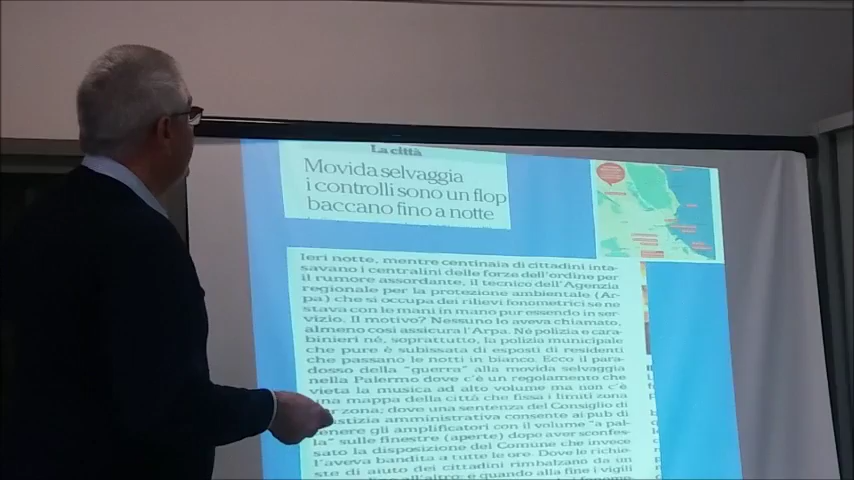 La città
Movida selvaggia
i controlli sono un flop
baccano fino a notte
Ieri notte, mentre centinaia di cittadini inta-
savano i centralini delle forze dell'ordine per
il rumore assordante, il tecnico dell'Agenzia
regionale per la protezione ambientale (Ar-
pa) che si occupa dei rilievi fonometrici se ne
stava con le mani in mano pur essendo in ser-
vizio. Il motivo? Nessuno lo aveva chiamato,
almeno così assicura l'Arpa. Né polizia e cara-
binieri né, soprattutto, la polizia municipale
che pure è subissata di esposti di residenti
che passano le notti in bianco. Ecco il para-
dosso della "guerra" alla movida selvaggia
nella Palermo dove c'è un regolamento che
vieta la musica ad alto volume ma non c'è
una mappa della città che fissa i limiti zona
per zona; dove una sentenza del Consiglio di
giustizia amministrativa consente ai pub di
tenere gli amplificatori con il volume "a pal-
la" sulle finestre (aperte) dopo aver sconfes-
sato la disposizione del Comune che invece
l'aveva bandita a tutte le ore. Dove le richie-
ste di aiuto dei cittadini rimbalzano da un
all'altro: e quando alla fine i vigili